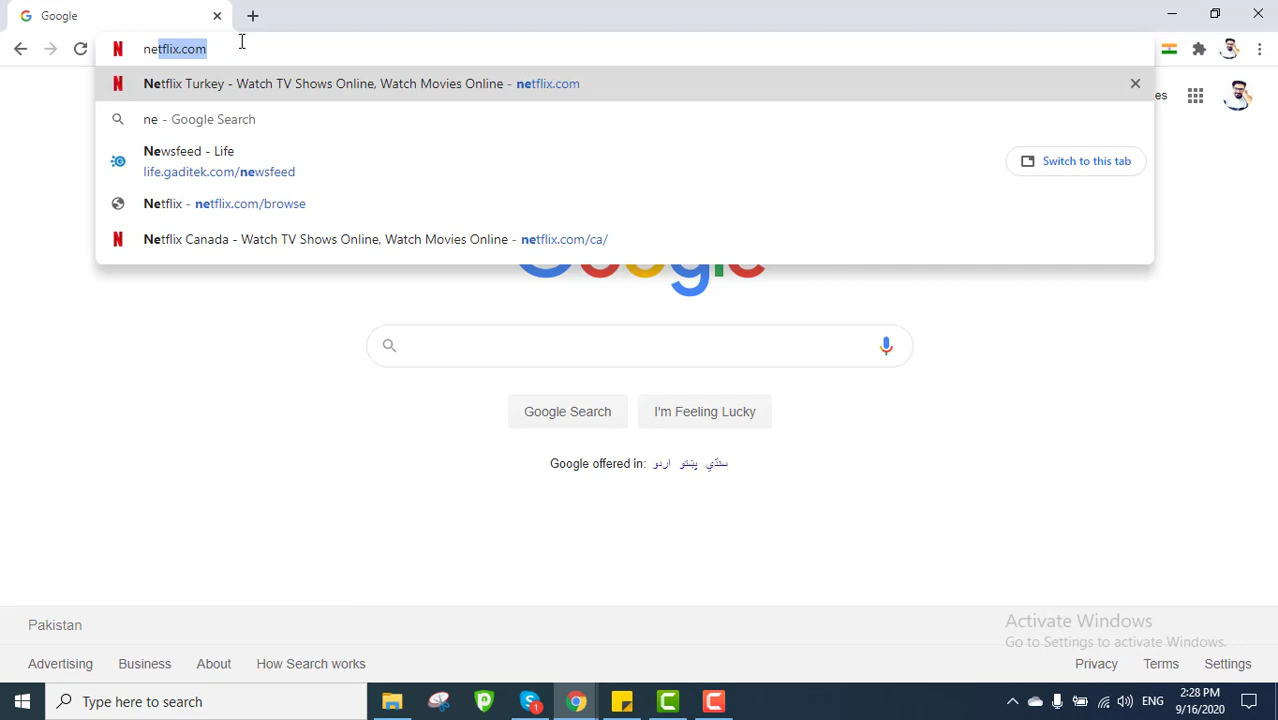 Google
netflix.com
Netflix Turkey - Watch TV Shows Online, Watch Movies Online - netflix.com
ne - Google Search
Newsfeed - Life
life.gaditek.com/newsfeed
Switch to this tab
Netflix - netflix.com/browse
Netflix Canada - Watch TV Shows Online, Watch Movies Online - netflix.com/ca/
Google Search
I'm Feeling Lucky
Google offered in: اردو پښتو سنڌي
Pakistan
Activate Windows
Go to Settings to activate Windows.
Advertising
Business
About
How Search works
Privacy
Terms
Settings
Type here to search
1
ENG
2:28 PM
9/16/2020